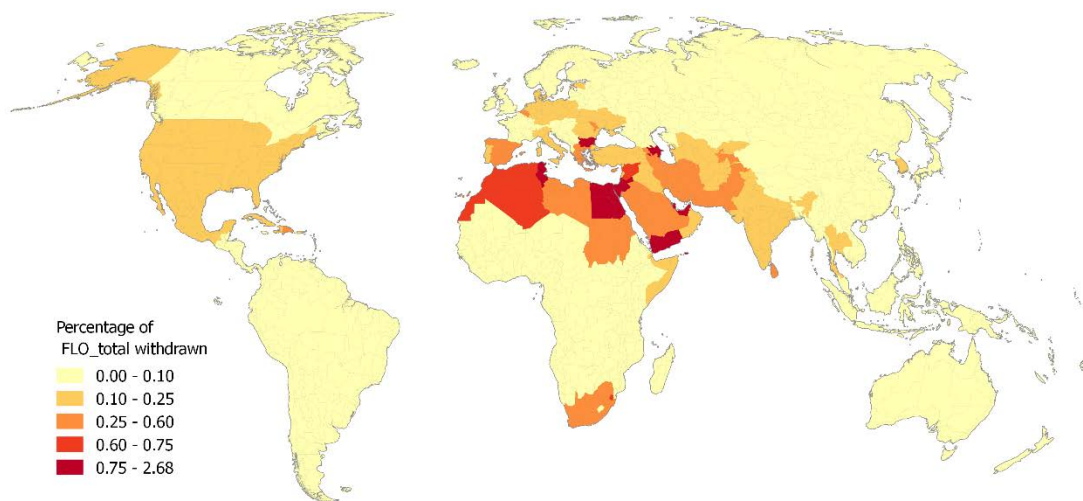 Percentage of
FLO_total withdrawn
0.00 - 0.10
0.10 - 0.25
0.25 - 0.60
0.60 - 0.75
0.75 - 2.68